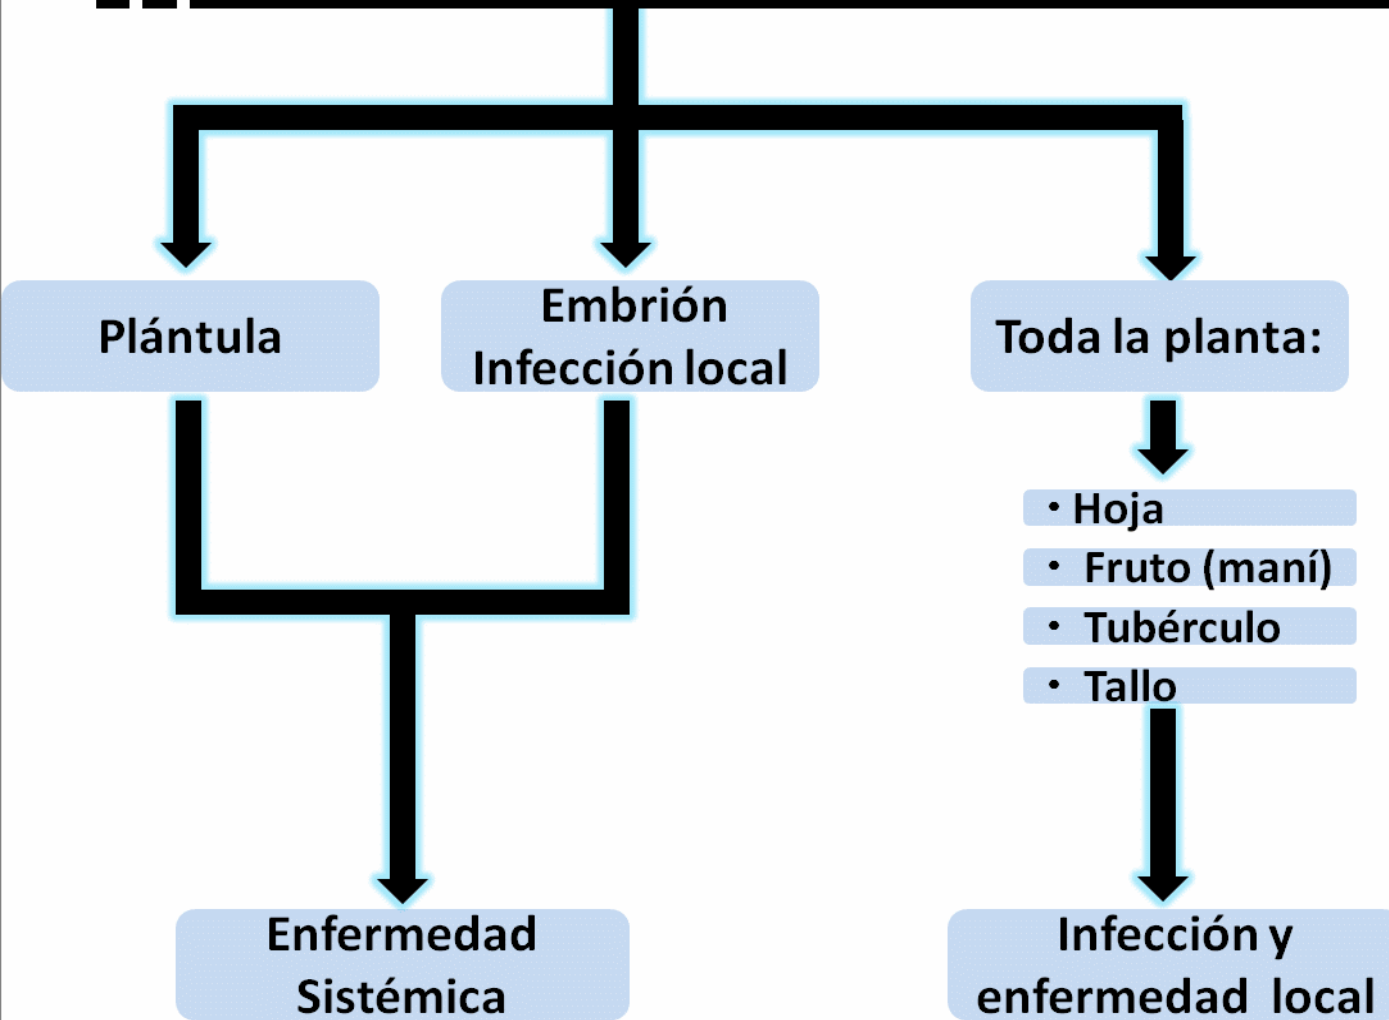 Plántula
Embrión
Infección local
Toda la planta:
• Hoja
• Fruto (maní)
• Tubérculo
• Tallo
Enfermedad
Sistémica
Infección y
enfermedad local